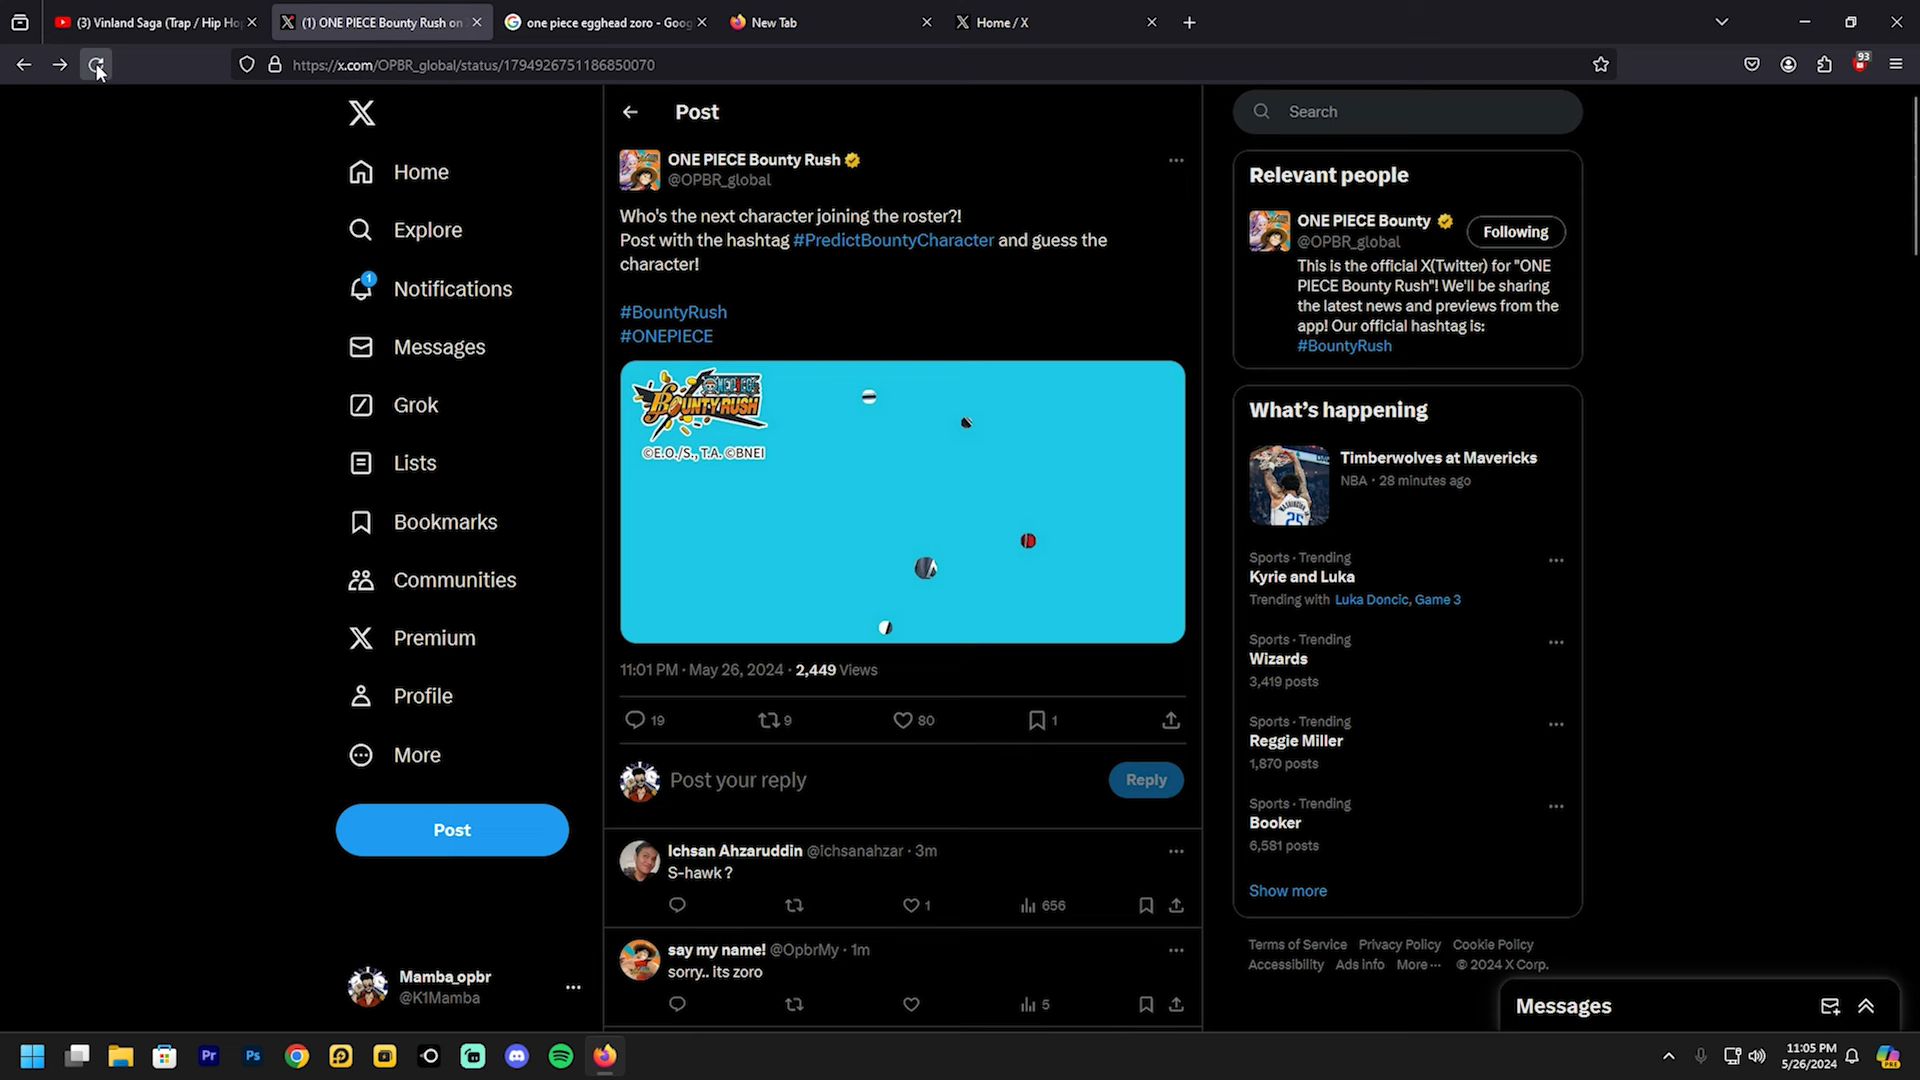 (3) Vinland Saga (Trap / Hip Ho
(1) ONE PIECE Bounty Rush on
one piece egghead zoro - Goog
New Tab
Home / X
https://x.com/OPBR_global/status/1794926751186850070
93
Home
Explore
1
Notifications
Messages
Grok
Lists
Bookmarks
Communities
Premium
Profile
More
Post
Mamba_opbr
@K1Mamba
Post
ONE PIECE Bounty Rush
@OPBR_global
Who's the next character joining the roster?!
Post with the hashtag #PredictBountyCharacter and guess the
character!
#BountyRush
#ONEPIECE
ONE PIECE
BOUNTY RUSH
©E.O./S., T.A. ©BNEI
11:01 PM · May 26, 2024 · 2,449 Views
19
9
80
1
Post your reply
Reply
Ichsan Ahzaruddin @ichsanahzar · 3m
S-hawk ?
1
656
say my name! @OpbrMy · 1m
sorry.. its zoro
5
Search
Relevant people
ONE PIECE Bounty
@OPBR_global
Following
This is the official X(Twitter) for "ONE
PIECE Bounty Rush"! We'll be sharing
the latest news and previews from the
app! Our official hashtag is:
#BountyRush
What's happening
Timberwolves at Mavericks
NBA · 28 minutes ago
Sports · Trending
Kyrie and Luka
Trending with Luka Doncic, Game 3
Sports · Trending
Wizards
3,419 posts
Sports · Trending
Reggie Miller
1,870 posts
Sports · Trending
Booker
6,581 posts
Show more
Terms of Service Privacy Policy Cookie Policy
Accessibility Ads info More ··· © 2024 X Corp.
Messages
Pr
Ps
11:05 PM
5/26/2024
PRE